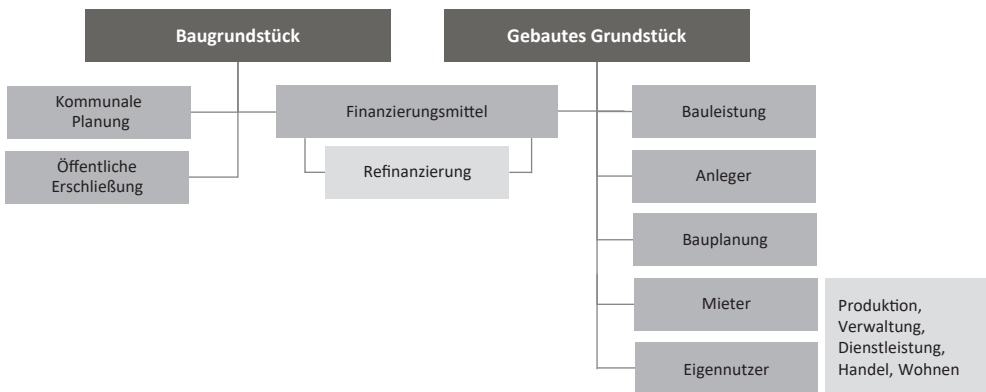 Baugrundstück
Gebautes Grundstück
Kommunale
Planung
Finanzierungsmittel
Bauleistung
Öffentliche
Erschließung
Refinanzierung
Anleger
Bauplanung
Mieter
Eigennutzer
Produktion,
Verwaltung,
Dienstleistung,
Handel, Wohnen